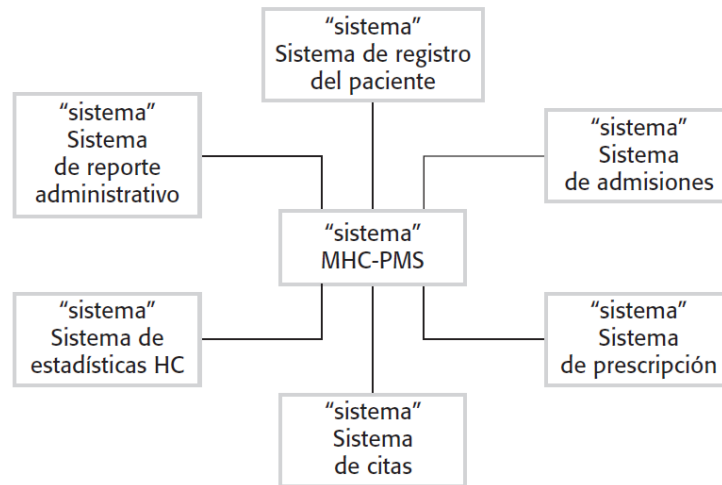 “sistema”
Sistema de registro
del paciente
“sistema”
Sistema
de reporte
administrativo
“sistema”
Sistema
de admisiones
“sistema”
MHC-PMS
“sistema”
Sistema de
estadísticas HC
“sistema”
Sistema
de prescripción
“sistema”
Sistema
de citas